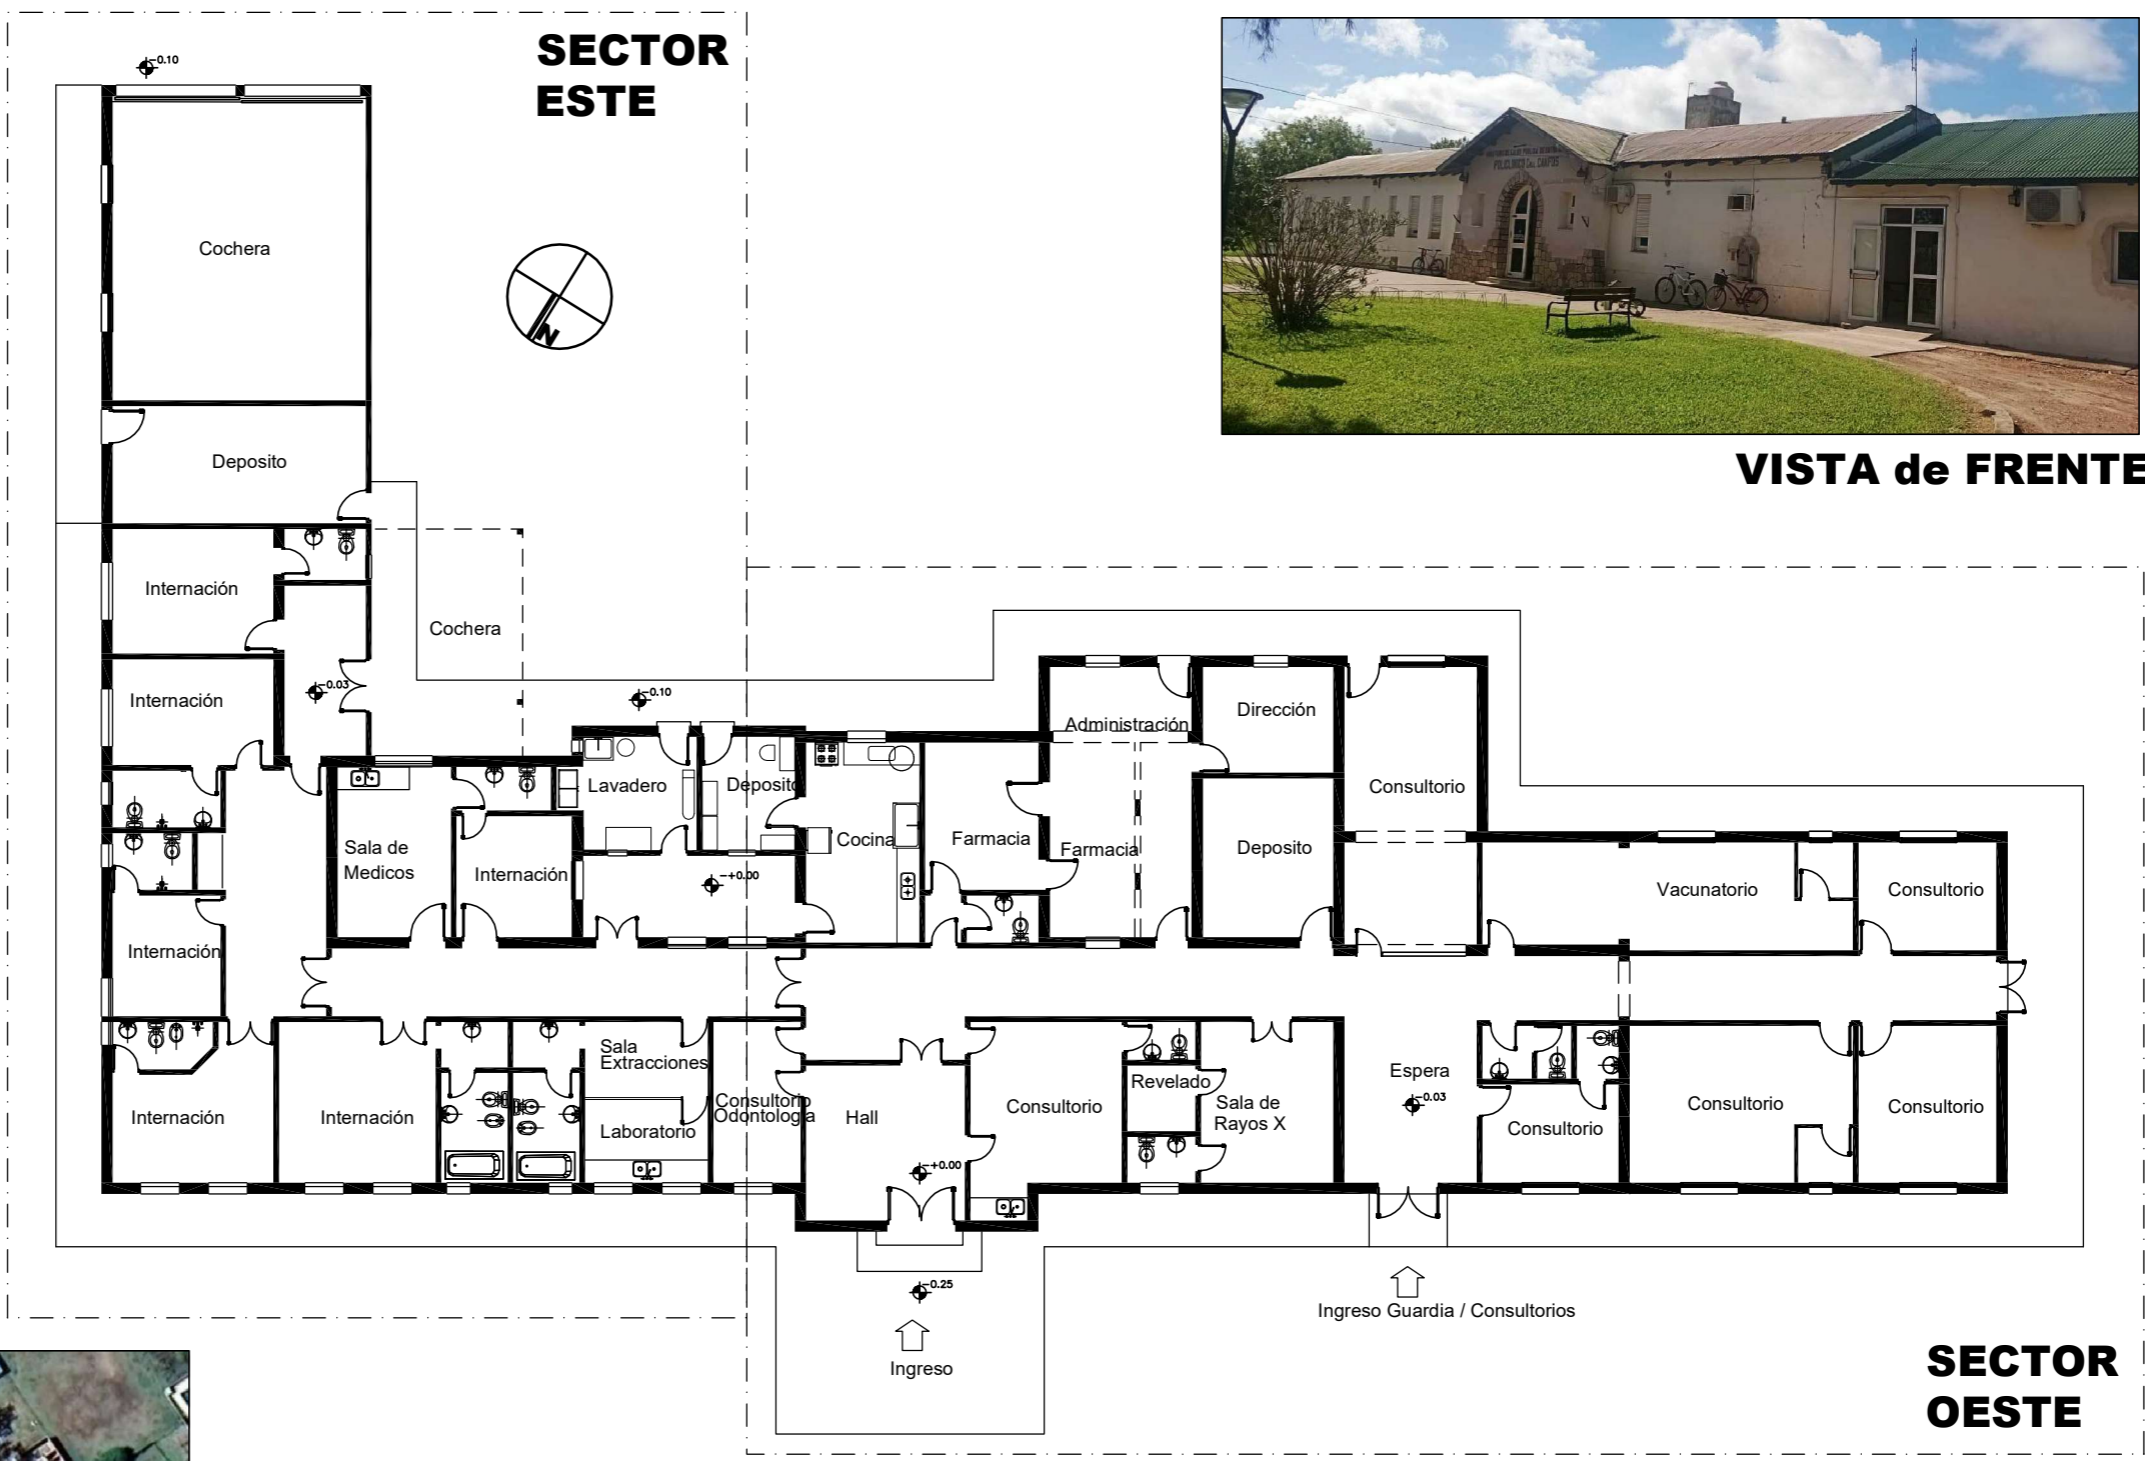 SECTOR
ESTE
-0.10
Cochera
N
VISTA de FRENTE
POLICLINICO Cnel. CAMPOS
Deposito
Internación
Cochera
Internación
-0.03
-0.10
Administración
Dirección
Consultorio
Lavadero
Deposito
Cocina
Farmacia
Farmacia
Deposito
Sala de
Medicos
Internación
-+0.00
Vacunatorio
Consultorio
Internación
Sala
Extracciones
Revelado
Espera
-0.03
Consultorio
Odontologia
Internación
Internación
Laboratorio
Hall
Consultorio
Sala de
Rayos X
Consultorio
Consultorio
Consultorio
-+0.00
-0.25
Ingreso
Ingreso Guardia / Consultorios
SECTOR
OESTE